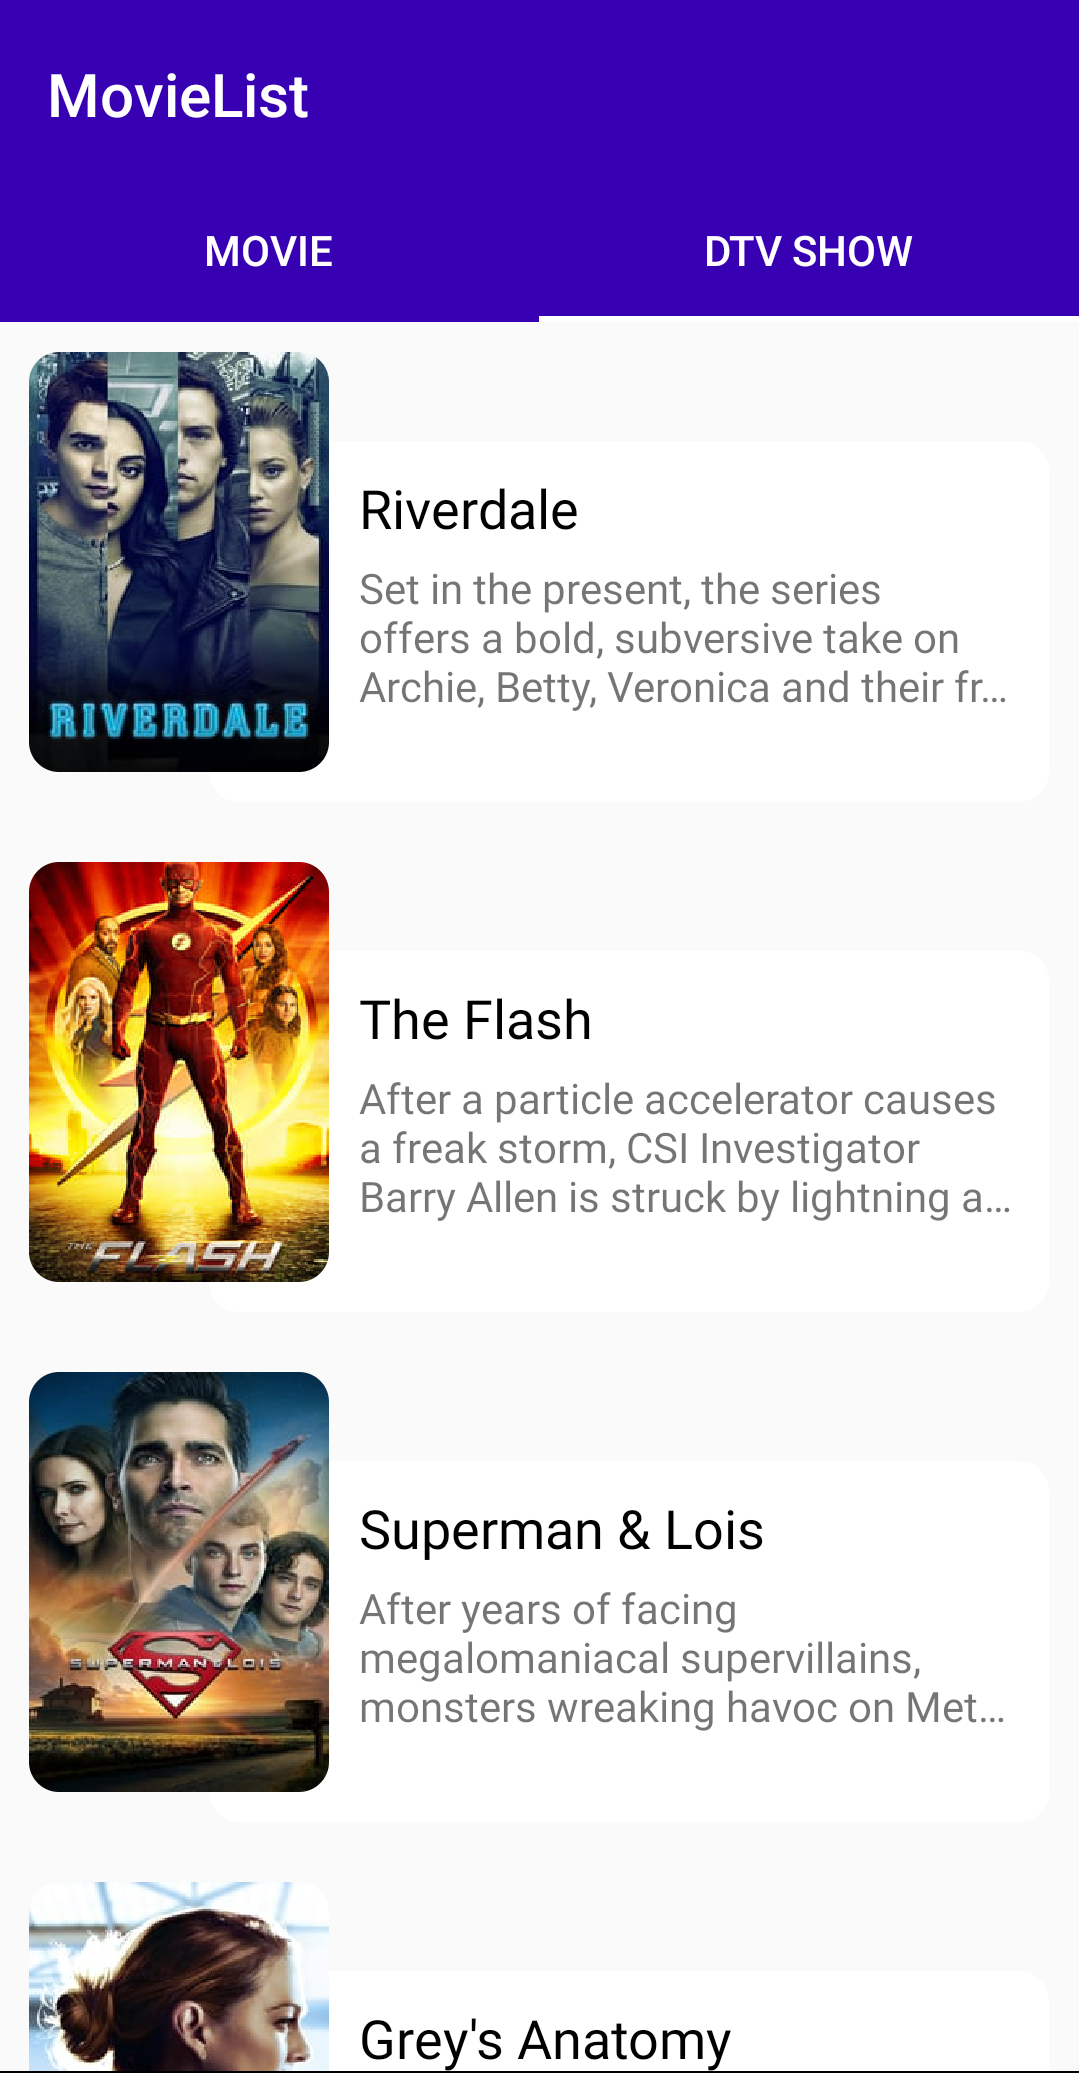 MovieList
MOVIE
DTV SHOW
RIVERDALE
Riverdale
Set in the present, the series
offers a bold, subversive take on
Archie, Betty, Veronica and their fr...
THE FLASH
The Flash
After a particle accelerator causes
a freak storm, CSI Investigator
Barry Allen is struck by lightning a...
SUPERMAN & LOIS
Superman & Lois
After years of facing
megalomaniacal supervillains,
monsters wreaking havoc on Met...
Grey's Anatomy